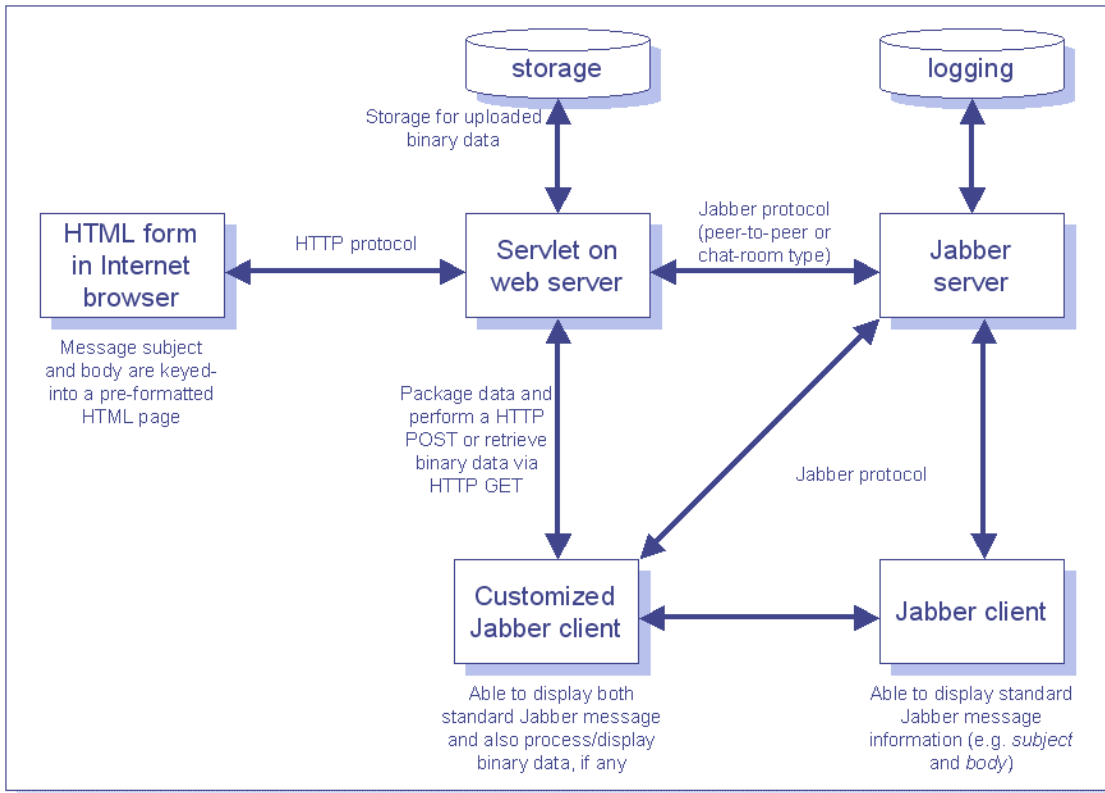 storage
logging
Storage for uploaded
binary data
HTML form
in Internet
browser
HTTP protocol
Servlet on
web server
Jabber protocol
(peer-to-peer or
chat-room type)
Jabber
server
Message subject
and body are keyed-
into a pre-formatted
HTML page
Package data and
perform a HTTP
POST or retrieve
binary data via
HTTP GET
Jabber protocol
Customized
Jabber client
Jabber client
Able to display both
standard Jabber message
and also process/display
binary data, if any
Able to display standard
Jabber message
information (e.g. subject
and body)